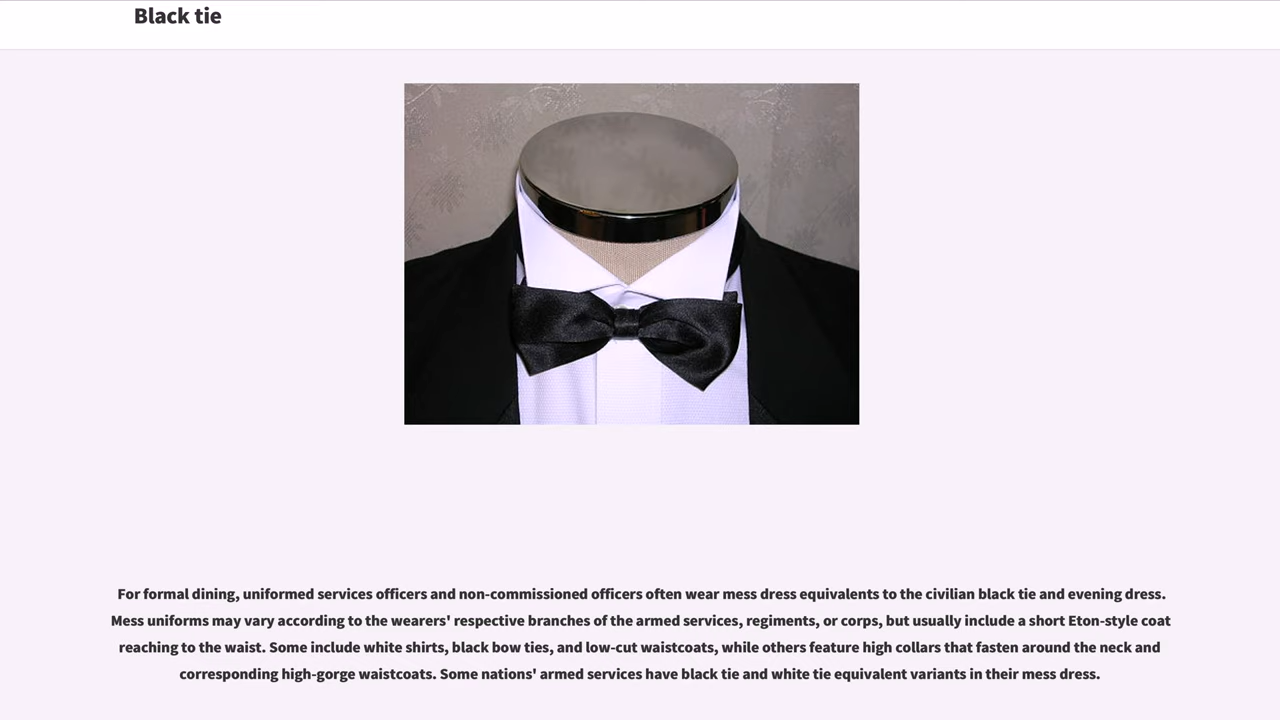 Black tie
For formal dining, uniformed services officers and non-commissioned officers often wear mess dress equivalents to the civilian black tie and evening dress.
Mess uniforms may vary according to the wearers' respective branches of the armed services, regiments, or corps, but usually include a short Eton-style coat
reaching to the waist. Some include white shirts, black bow ties, and low-cut waistcoats, while others feature high collars that fasten around the neck and
corresponding high-gorge waistcoats. Some nations' armed services have black tie and white tie equivalent variants in their mess dress.